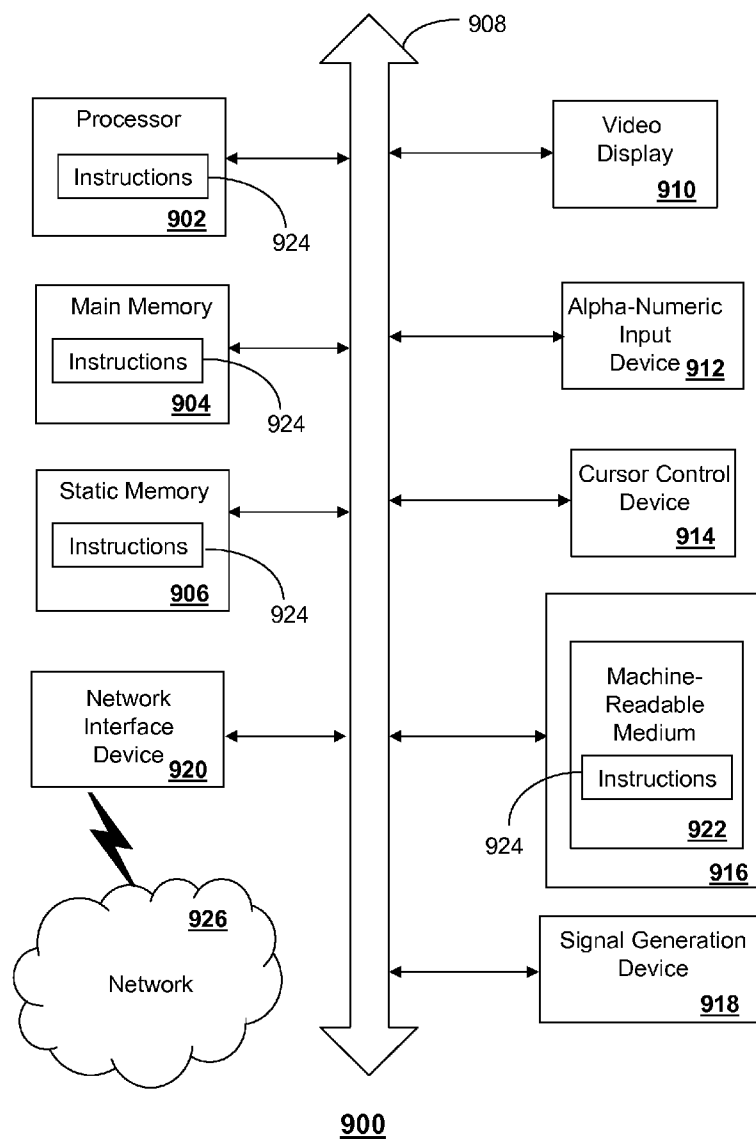 908
Processor
Instructions
902
924
Main Memory
Instructions
904
924
Static Memory
Instructions
906
924
Network
Interface
Device
920
926
Network
Video
Display
910
Alpha-Numeric
Input
Device
912
Cursor Control
Device
914
Machine-
Readable
Medium
Instructions
922
924
916
Signal Generation
Device
918
900